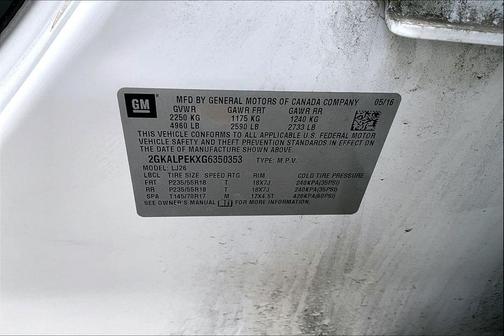 GM
MFD BY GENERAL MOTORS OF CANADA COMPANY 05/16
GVWR GAWR FRT GAWR RR
2250 KG 1175 KG 1240 KG
4960 LB 2590 LB 2733 LB
THIS VEHICLE CONFORMS TO ALL APPLICABLE U.S. FEDERAL MOTOR
VEHICLE SAFETY AND THEFT PREVENTION STANDARDS IN EFFECT ON
THE DATE OF MANUFACTURE SHOWN ABOVE.
2GKALPEKXG6350353 TYPE: M.P.V.
MODEL: LJ26
LBCL TIRE SIZE SPEED RTG RIM COLD TIRE PRESSURE
FRT P235/55R18 T 18X7J 240KPA(35PSI)
RR P235/55R18 T 18X7J 240KPA(35PSI)
SPA T145/70R17 M 17X4.5T 420KPA(60PSI)
SEE OWNER'S MANUAL FOR MORE INFORMATION.